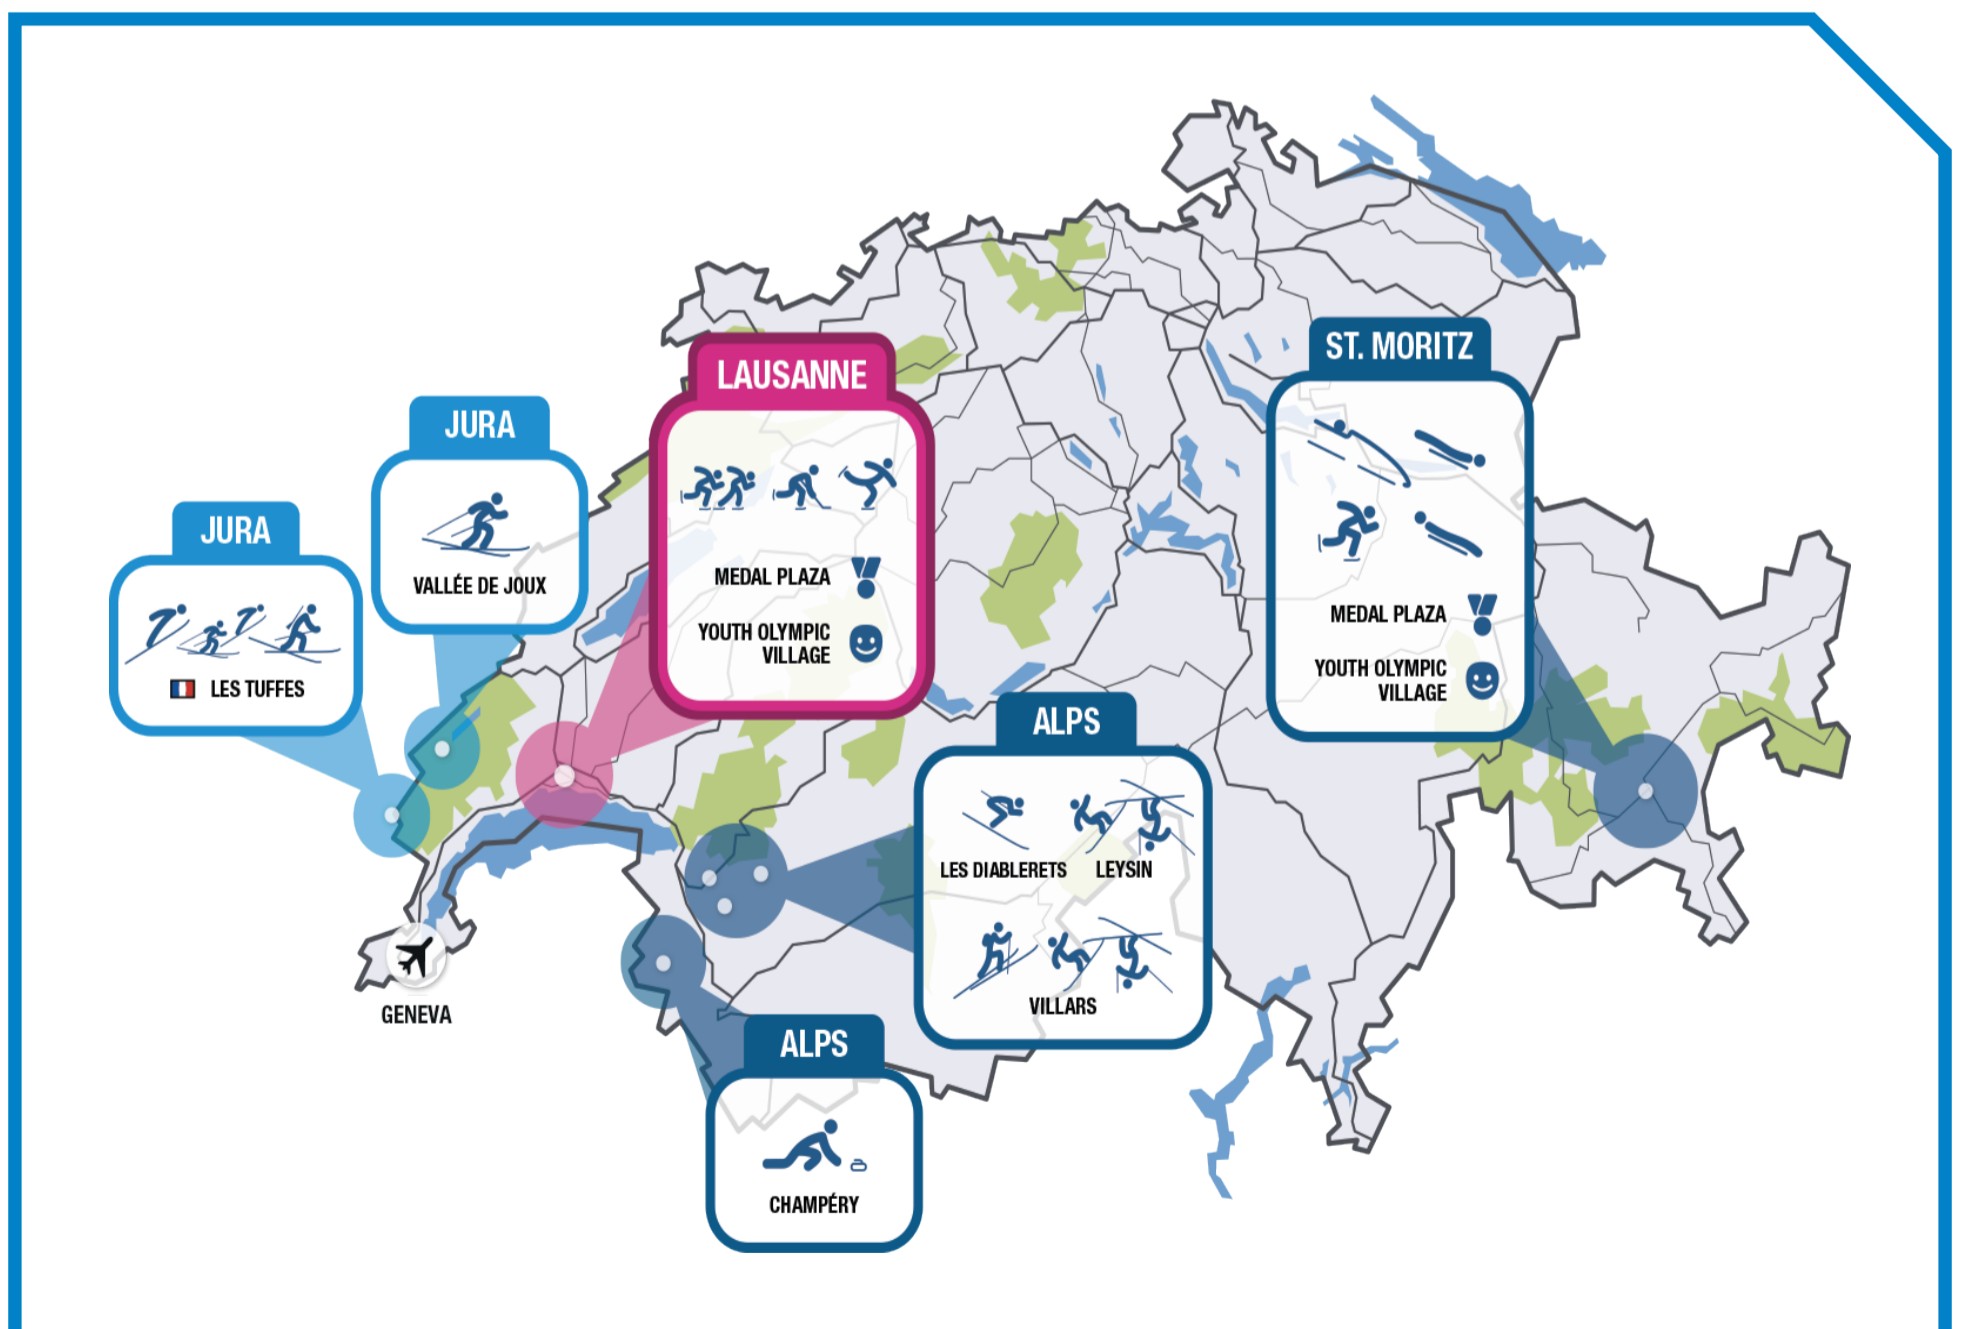 ST. MORITZ
MEDAL PLAZA
YOUTH OLYMPIC
VILLAGE
LAUSANNE
MEDAL PLAZA
YOUTH OLYMPIC
VILLAGE
JURA
VALLÉE DE JOUX
JURA
LES TUFFES
ALPS
LES DIABLERETS
LEYSIN
VILLARS
GENEVA
ALPS
CHAMPÉRY